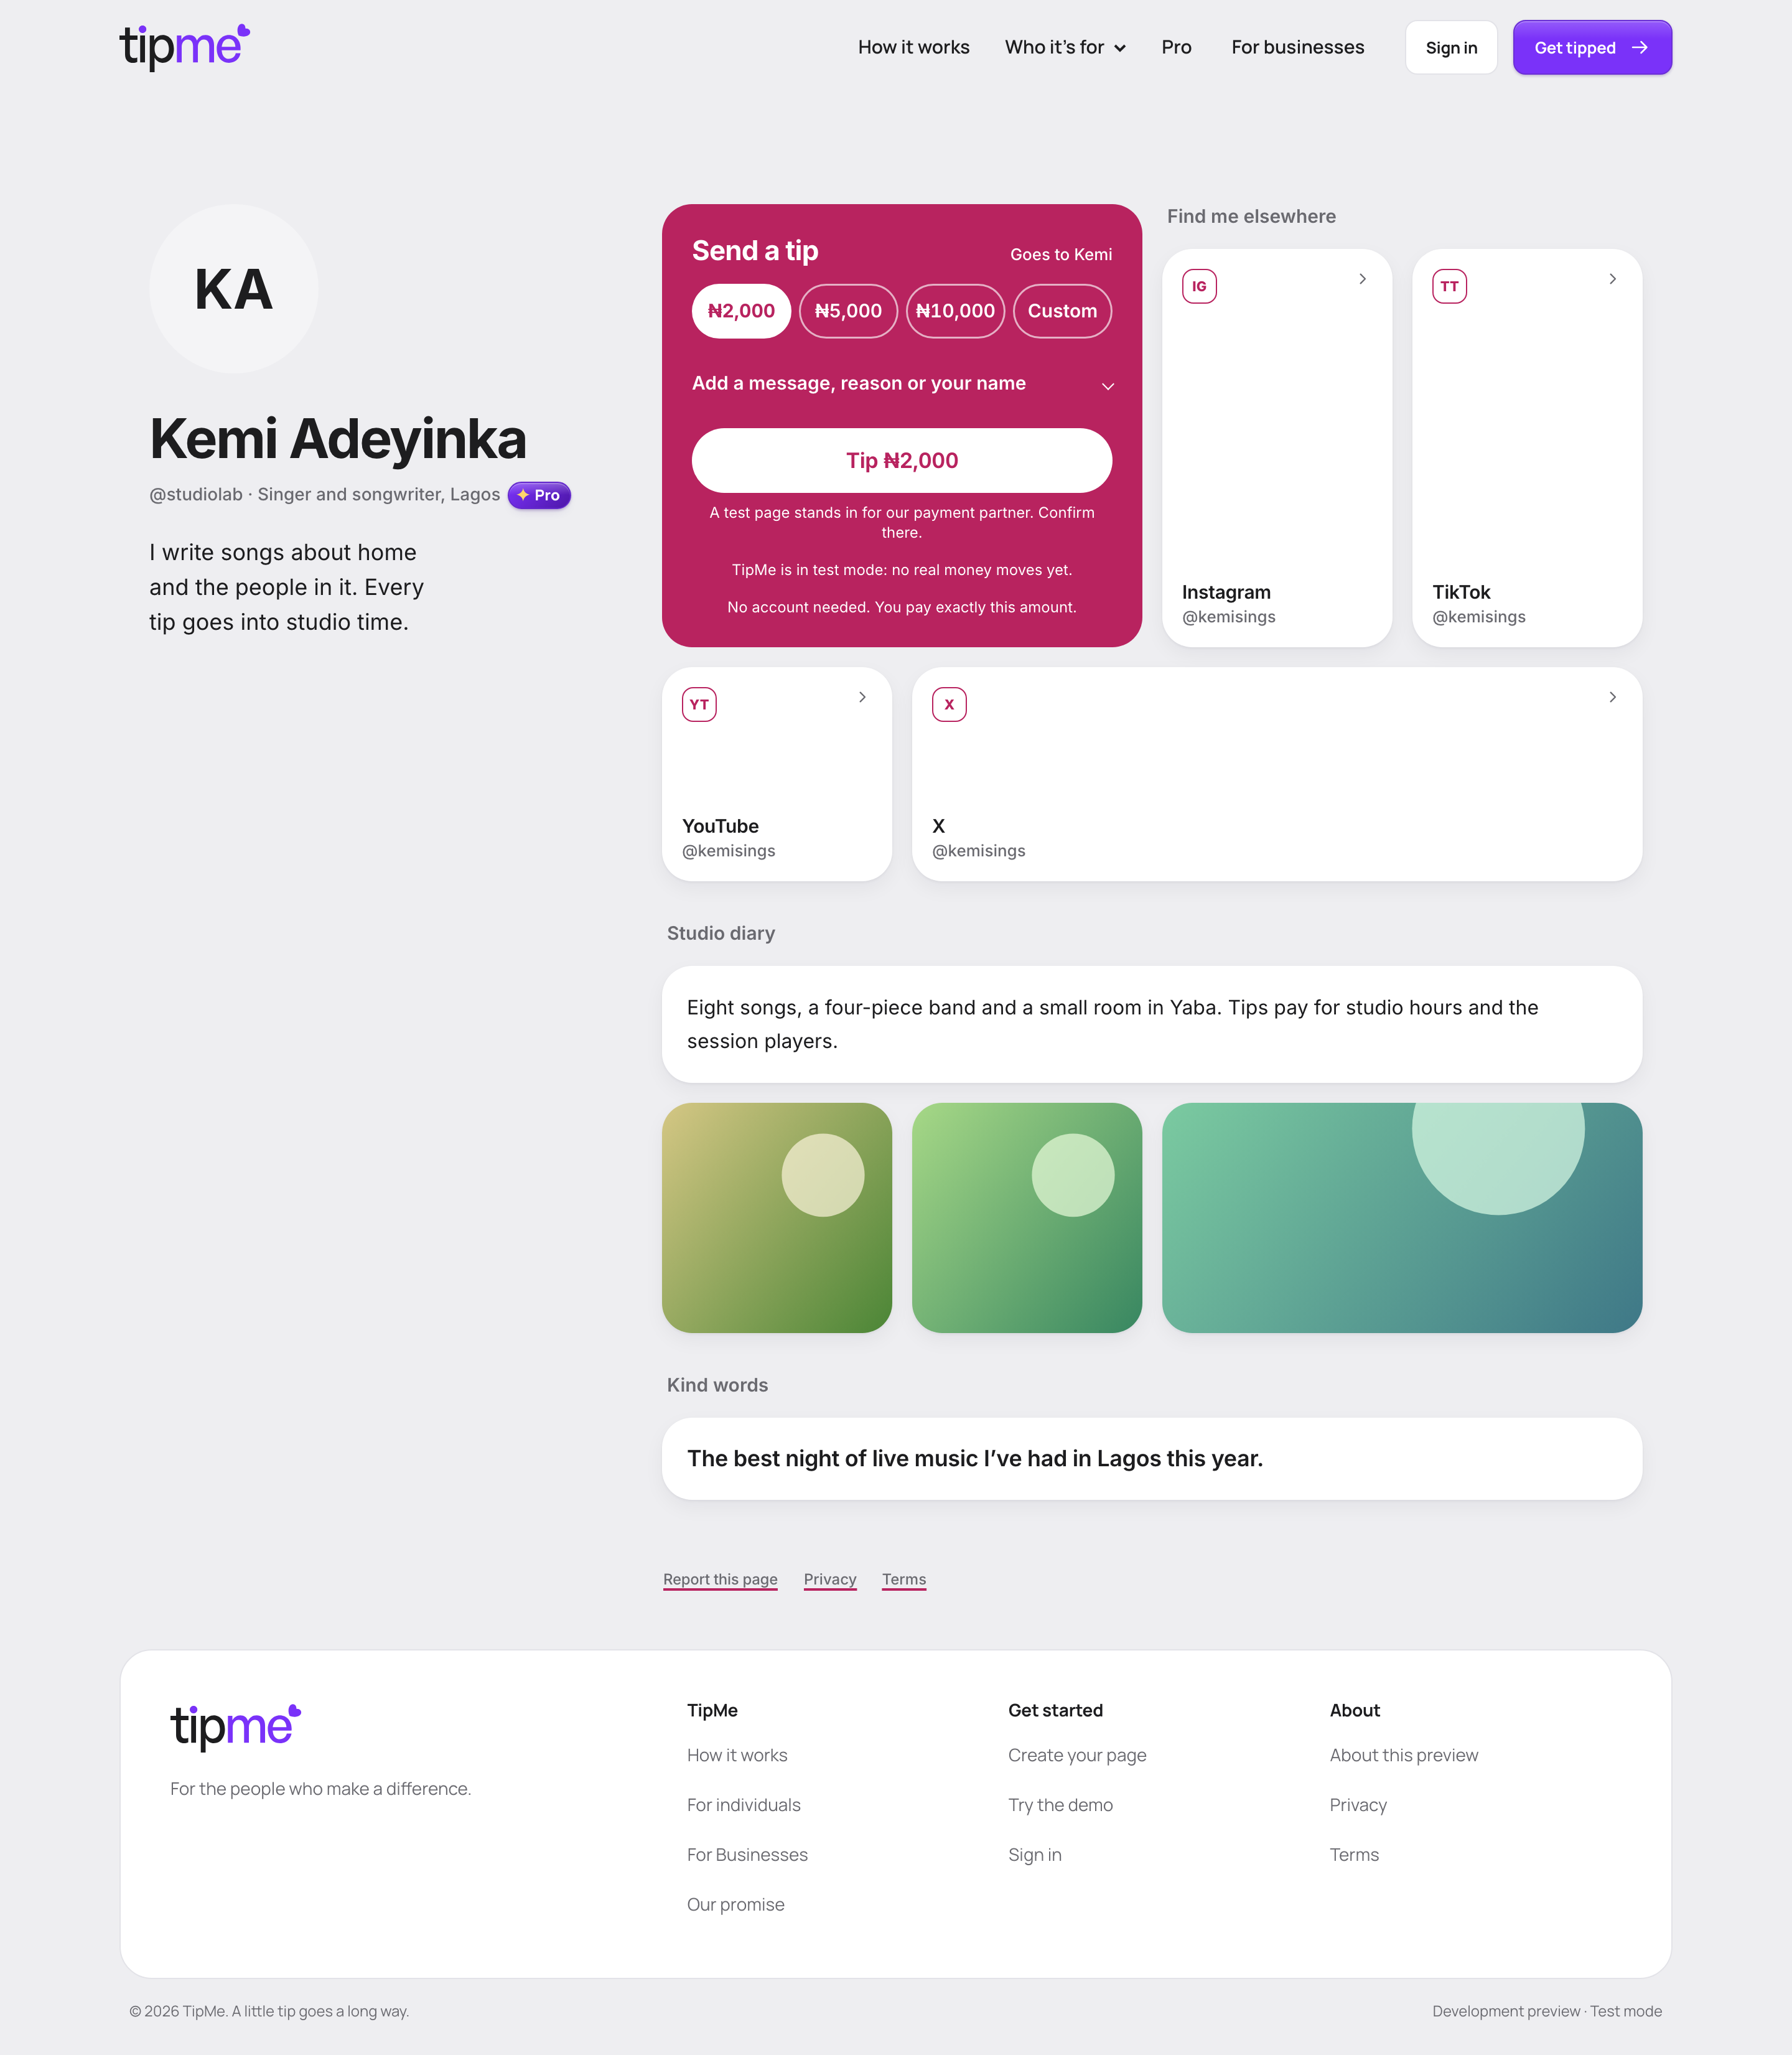 tipme
How it works
Who it's for
Pro
For businesses
Sign in
Get tipped
KA
Kemi Adeyinka
@studiolab · Singer and songwriter, Lagos
Pro
I write songs about home
and the people in it. Every
tip goes into studio time.
Send a tip
Goes to Kemi
₦2,000
₦5,000
₦10,000
Custom
Add a message, reason or your name
Tip ₦2,000
A test page stands in for our payment partner. Confirm
there.
TipMe is in test mode: no real money moves yet.
No account needed. You pay exactly this amount.
Find me elsewhere
IG
Instagram
@kemisings
TT
TikTok
@kemisings
YT
YouTube
@kemisings
X
X
@kemisings
Studio diary
Eight songs, a four-piece band and a small room in Yaba. Tips pay for studio hours and the
session players.
Kind words
The best night of live music I’ve had in Lagos this year.
Report this page
Privacy
Terms
tipme
For the people who make a difference.
TipMe
How it works
For individuals
For Businesses
Our promise
Get started
Create your page
Try the demo
Sign in
About
About this preview
Privacy
Terms
© 2026 TipMe. A little tip goes a long way.
Development preview · Test mode